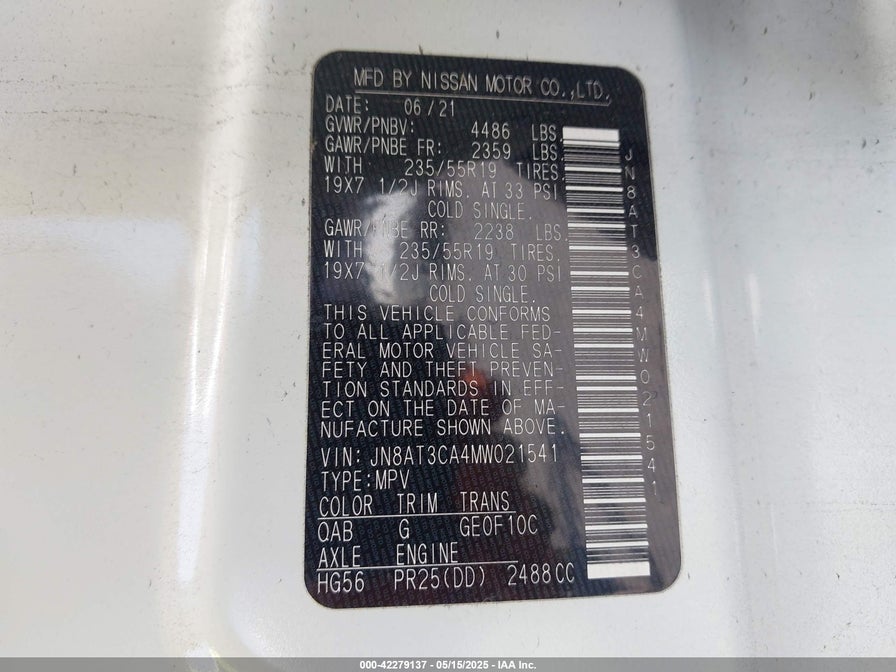 MFD BY NISSAN MOTOR CO.,LTD.
DATE: 06/21
GVWR/PNBV: 4486 LBS.
GAWR/PNBE FR: 2359 LBS.
WITH 235/55R19 TIRES.
19X7 1/2J RIMS. AT 33 PSI
COLD SINGLE.
GAWR/PNBE RR: 2238 LBS.
WITH 235/55R19 TIRES.
19X7 1/2J RIMS. AT 30 PSI
COLD SINGLE.
THIS VEHICLE CONFORMS
TO ALL APPLICABLE FED-
ERAL MOTOR VEHICLE SA-
FETY AND THEFT PREVEN-
TION STANDARDS IN EFF-
ECT ON THE DATE OF MA-
NUFACTURE SHOWN ABOVE.
VIN: JN8AT3CA4MW021541
TYPE:MPV
COLOR TRIM TRANS
QAB G GE0F10C
AXLE ENGINE
HG56 PR25(DD) 2488CC
JN8AT3CA4MW021541
000-42279137 - 05/15/2025 - IAA Inc.